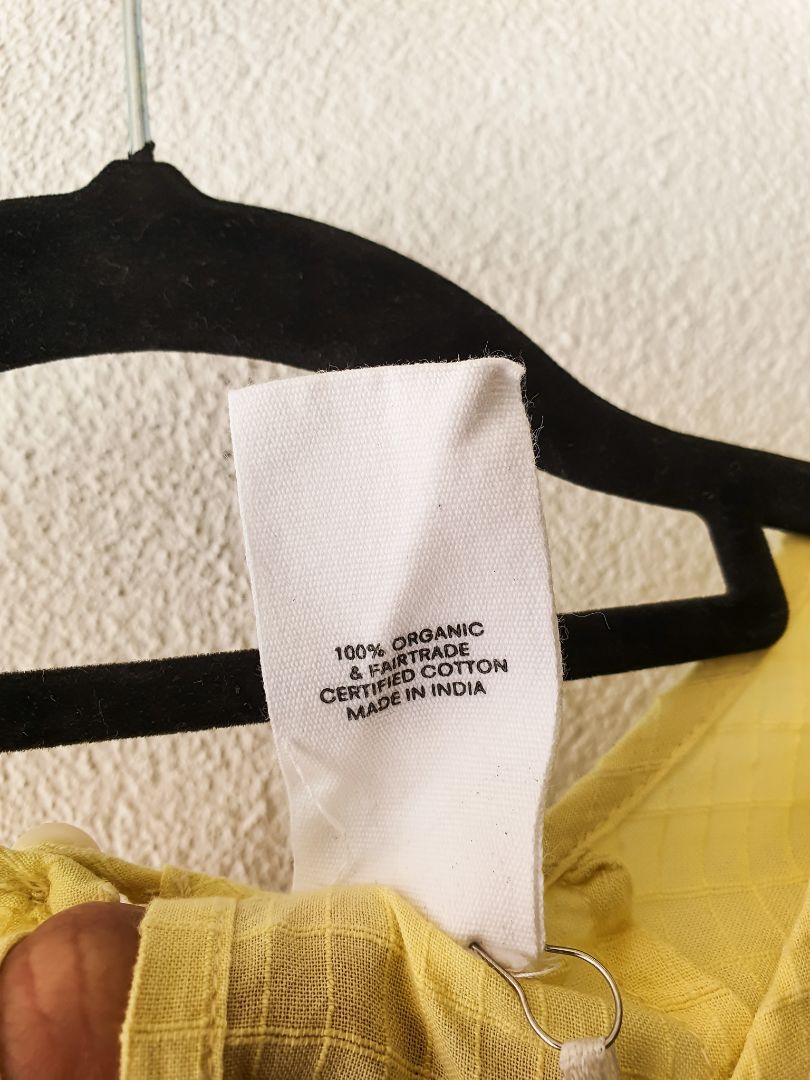 100% ORGANIC
& FAIRTRADE
CERTIFIED COTTON
MADE IN INDIA